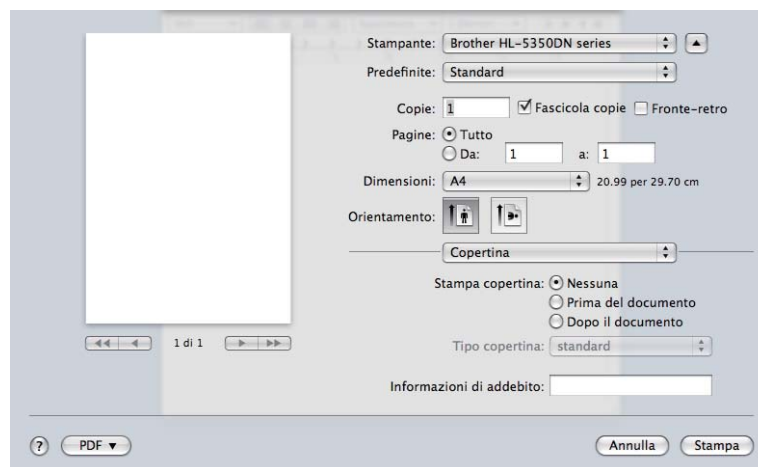 Stampante: Brother HL-5350DN series
Predefinite: Standard
Copie: 1 Fascicola copie Fronte-retro
Pagine: Tutto
Da: 1 a: 1
Dimensioni: A4 20.99 per 29.70 cm
Orientamento:
Copertina
Stampa copertina: Nessuna
Prima del documento
Dopo il documento
1 di 1 Tipo copertina: standard
Informazioni di addebito:
? PDF Annulla Stampa